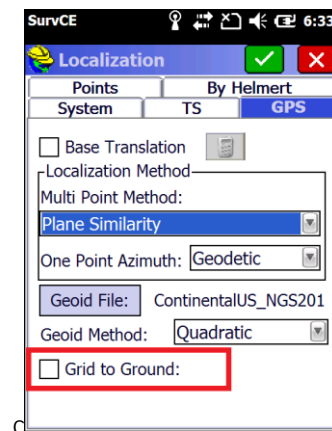 SurvCE 6:33
Localization
Points By Helmert
System TS GPS
Base Translation
Localization Method
Multi Point Method:
Plane Similarity
One Point Azimuth: Geodetic
Geoid File: ContinentalUS_NGS201
Geoid Method: Quadratic
Grid to Ground: